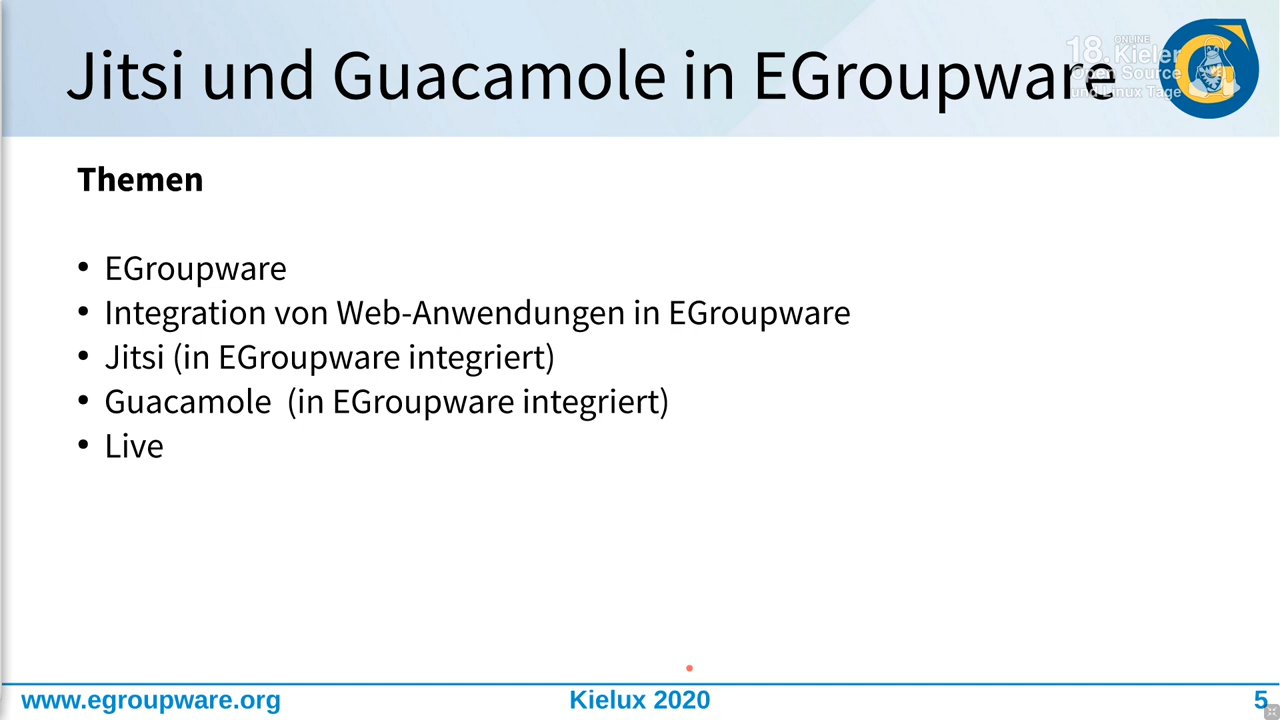 Jitsi und Guacamole in EGroupware
ONLINE
18. Kieler
Open Source
und Linux Tage
Themen
• EGroupware
• Integration von Web-Anwendungen in EGroupware
• Jitsi (in EGroupware integriert)
• Guacamole  (in EGroupware integriert)
• Live
www.egroupware.org
Kielux 2020
5